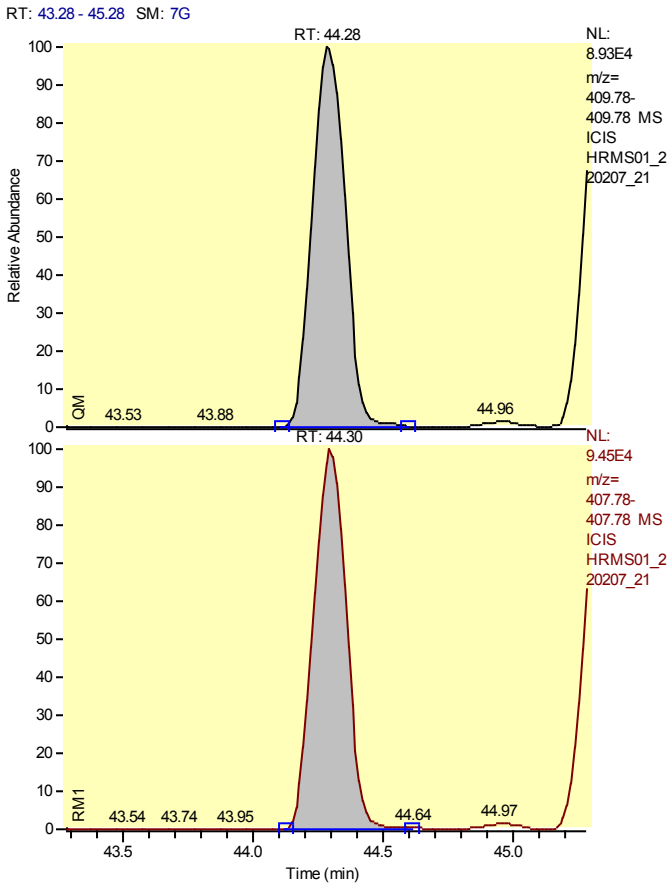 RT: 43.28 - 45.28 SM: 7G
RT: 44.28
NL:
8.93E4
m/z=
409.78-
409.78 MS
ICIS
HRMS01_2
20207_21
100
90
80
70
60
50
40
30
20
10
0
Relative Abundance
QM
43.53
43.88
44.96
RT: 44.30
NL:
9.45E4
m/z=
407.78-
407.78 MS
ICIS
HRMS01_2
20207_21
100
90
80
70
60
50
40
30
20
10
0
RM1
43.54
43.74
43.95
44.64
44.97
43.5
44.0
44.5
45.0
Time (min)